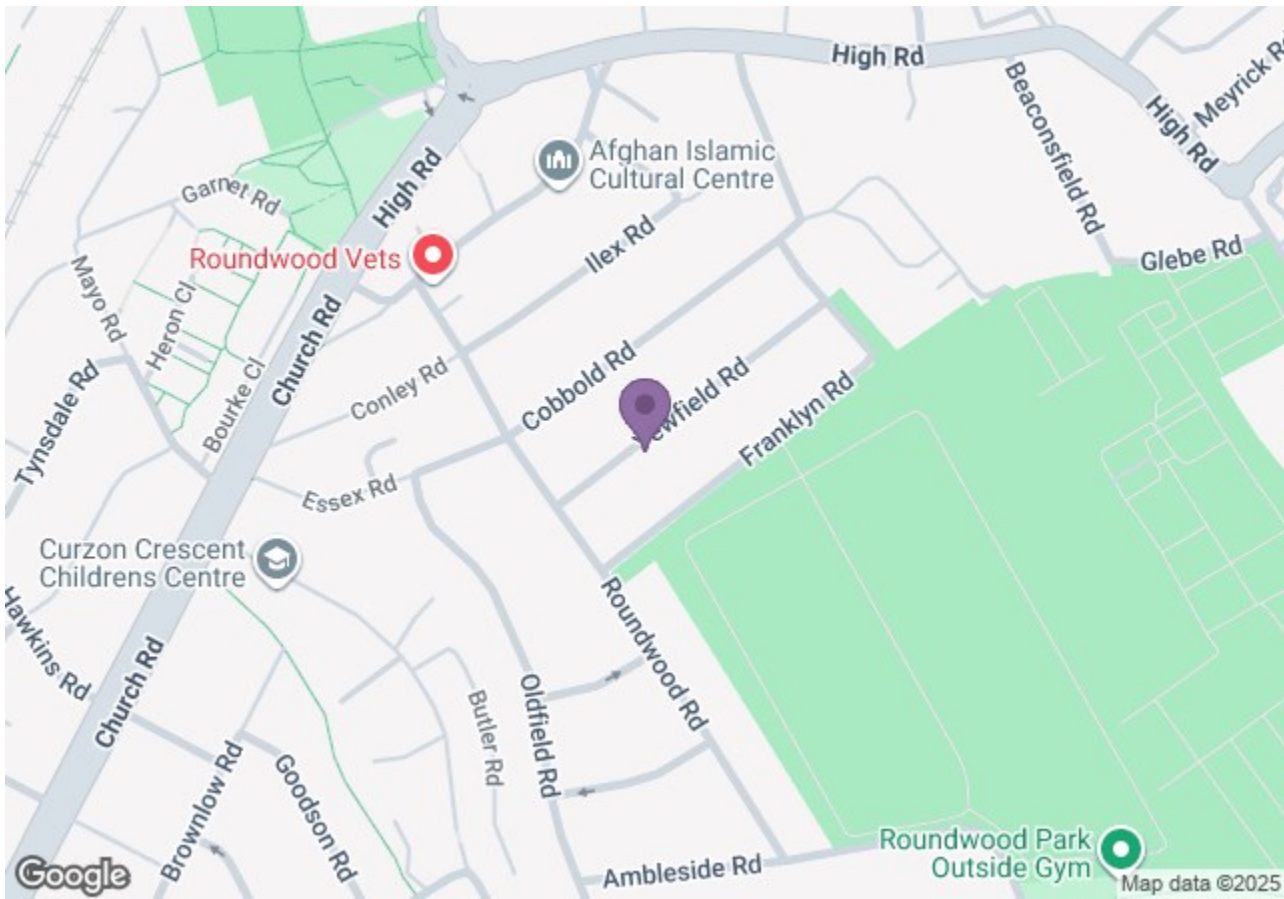 High Rd
Beaconsfield Rd
High Rd
Meyrick Rd
Afghan Islamic
Cultural Centre
High Rd
Garnet Rd
Ilex Rd
Glebe Rd
Roundwood Vets
Mayo Rd
Heron Cl
Church Rd
Bourke Cl
Tynsdale Rd
Conley Rd
Cobbold Rd
ewfield Rd
Franklyn Rd
Essex Rd
Curzon Crescent
Childrens Centre
Hawkins Rd
Roundwood Rd
Church Rd
Oldfield Rd
Butler Rd
Brownlow Rd
Goodson Rd
Ambleside Rd
Roundwood Park
Outside Gym
Google
Map data ©2025